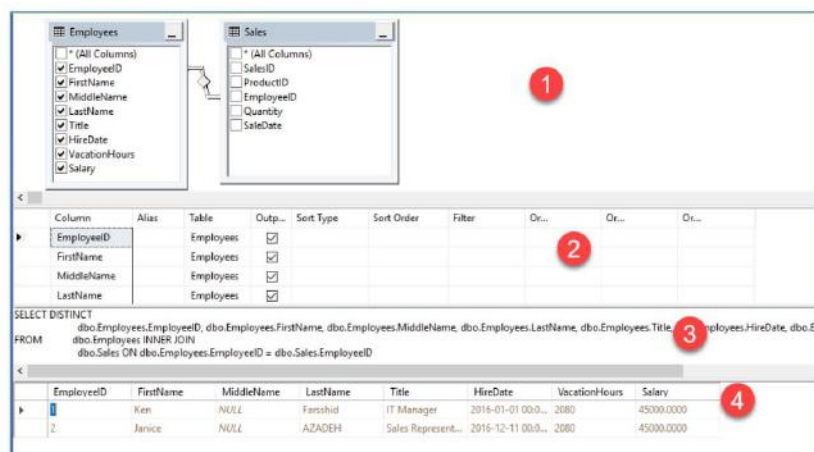 Employees Sales
* (All Columns) * (All Columns)
EmployeeID SalesID
FirstName ProductID
MiddleName EmployeeID
LastName Quantity
Title SaleDate
HireDate
VacationHours
Salary
1
Column Alias Table Outp... Sort Type Sort Order Filter Or... Or... Or...
EmployeeID Employees
FirstName Employees
MiddleName Employees
LastName Employees
2
SELECT DISTINCT
dbo.Employees.EmployeeID, dbo.Employees.FirstName, dbo.Employees.MiddleName, dbo.Employees.LastName, dbo.Employees.Title, Employees.HireDate, dbo.E
FROM dbo.Employees INNER JOIN
dbo.Sales ON dbo.Employees.EmployeeID = dbo.Sales.EmployeeID
3
EmployeeID FirstName MiddleName LastName Title HireDate VacationHours Salary
1 Ken NULL Farsshid IT Manager 2016-01-01 00:0... 2080 45000.0000
2 Janice NULL AZADEH Sales Represent... 2016-12-11 00:0... 2080 45000.0000
4